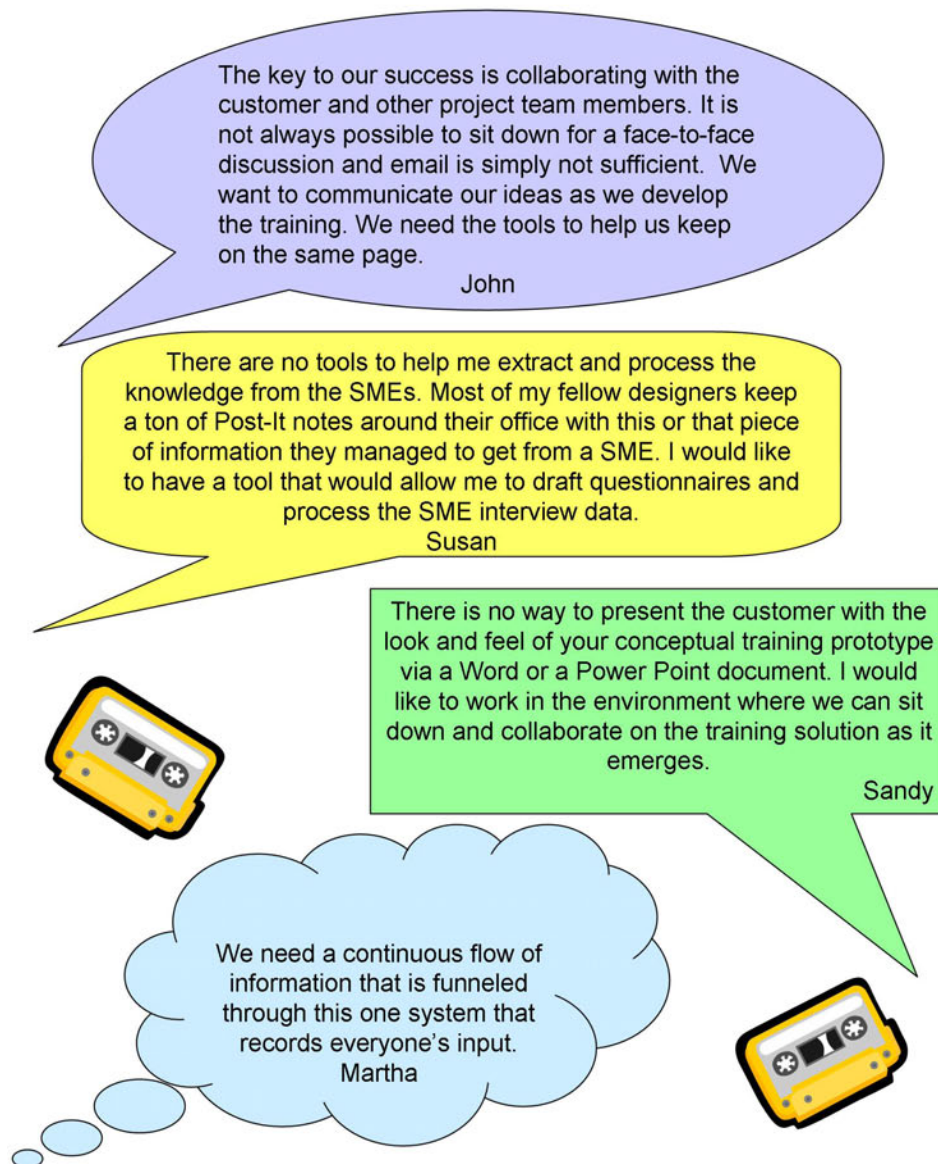 The key to our success is collaborating with the
customer and other project team members. It is
not always possible to sit down for a face-to-face
discussion and email is simply not sufficient.  We
want to communicate our ideas as we develop
the training. We need the tools to help us keep
on the same page.
John
There are no tools to help me extract and process the
knowledge from the SMEs. Most of my fellow designers keep
a ton of Post-It notes around their office with this or that piece
of information they managed to get from a SME. I would like
to have a tool that would allow me to draft questionnaires and
process the SME interview data.
Susan
There is no way to present the customer with the
look and feel of your conceptual training prototype
via a Word or a Power Point document. I would
like to work in the environment where we can sit
down and collaborate on the training solution as it
emerges.
Sandy
We need a continuous flow of
information that is funneled
through this one system that
records everyone’s input.
Martha